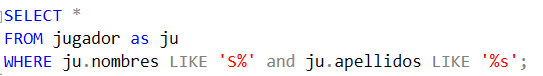 SELECT *
FROM jugador as ju
WHERE ju.nombres LIKE 'S%' and ju.apellidos LIKE '%s';